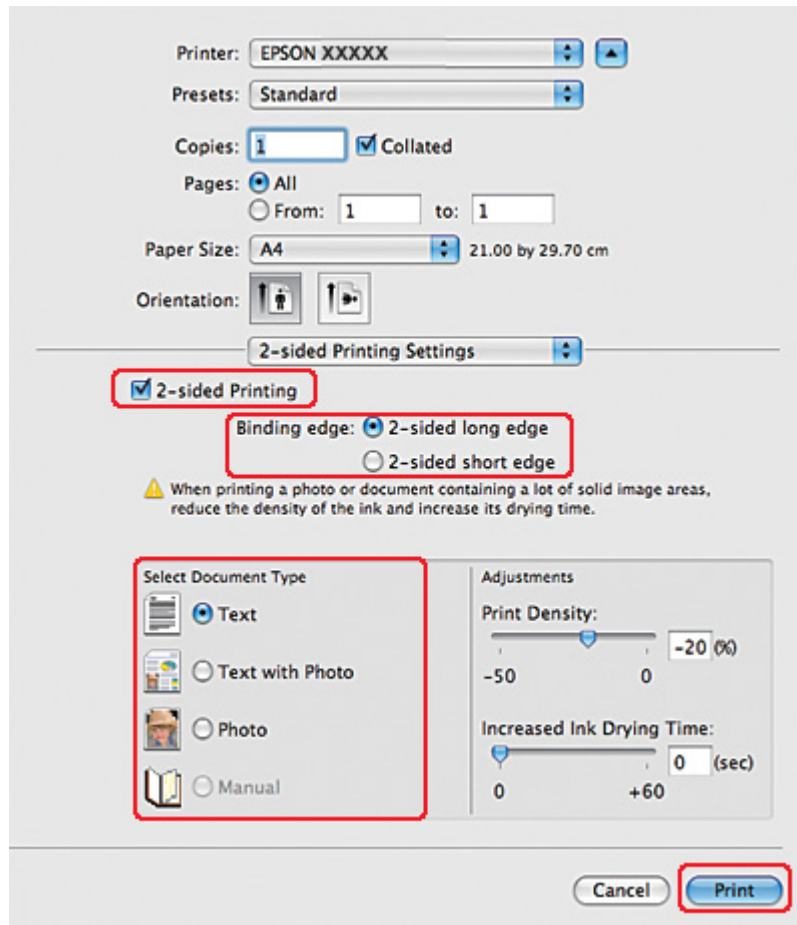 Printer: EPSON XXXXX
Presets: Standard
Copies: 1 Collated
Pages: All
From: 1 to: 1
Paper Size: A4 21.00 by 29.70 cm
Orientation:
2-sided Printing Settings
2-sided Printing
Binding edge: 2-sided long edge
2-sided short edge
When printing a photo or document containing a lot of solid image areas,
reduce the density of the ink and increase its drying time.
Select Document Type
Text
Text with Photo
Photo
Manual
Adjustments
Print Density:
-20 (%)
-50 0
Increased Ink Drying Time:
0 (sec)
0 +60
Cancel Print